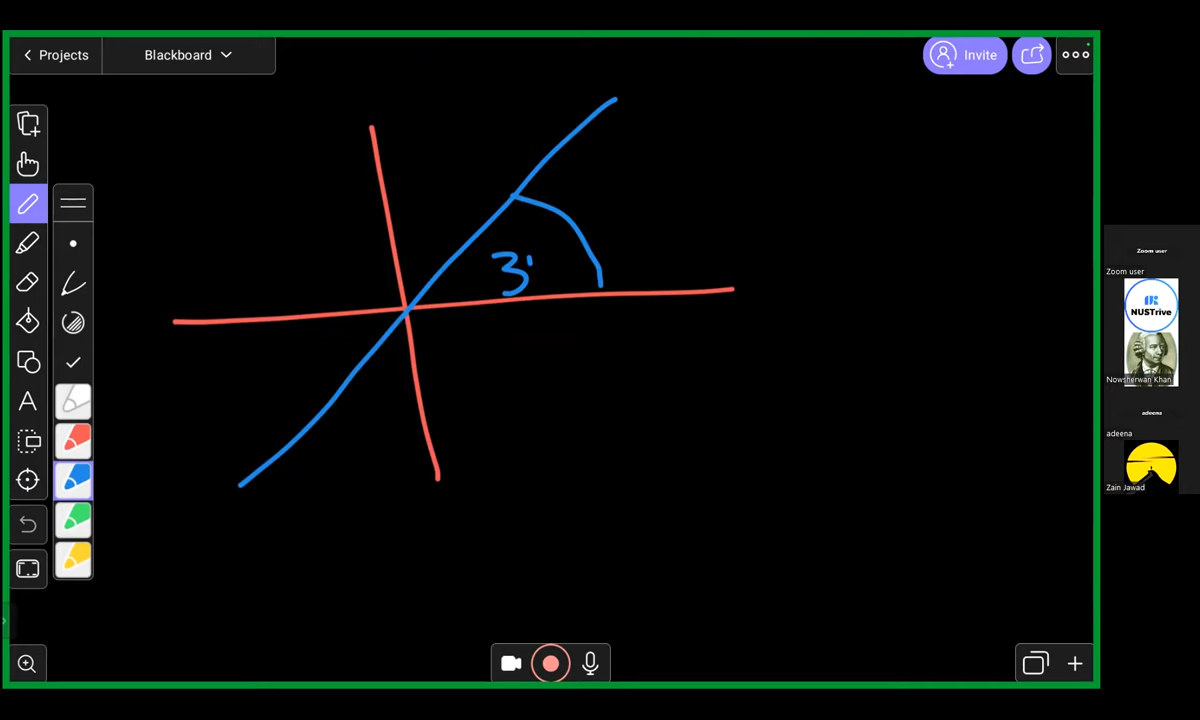 Projects
Blackboard
Invite
3'
A
Zoom user
Zoom user
NUSTrive
Nowsherwan Khan
adeena
adeena
Zain Jawad